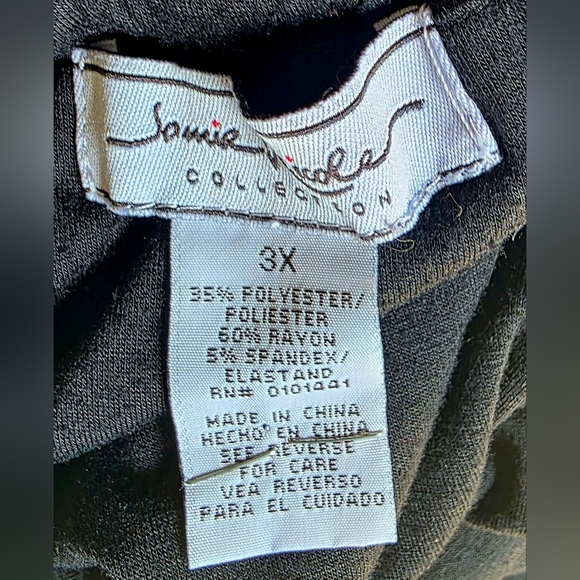 Jamie Nicole
COLLECTION
3X
35% POLYESTER/
POLIESTER
60% RAYON
5% SPANDEX/
ELASTAND
RN# 0101441
MADE IN CHINA
HECHO EN CHINA
SEE REVERSE
FOR CARE
VEA REVERSO
PARA EL CUIDADO